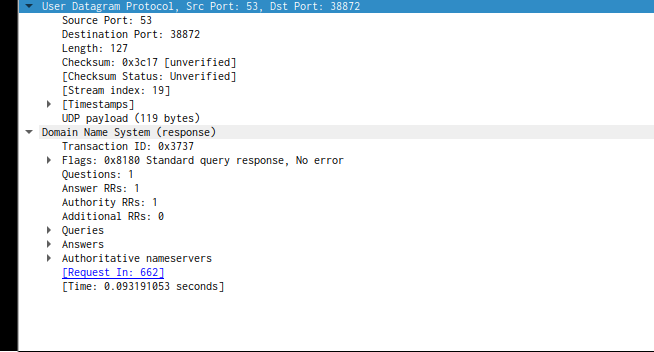 User Datagram Protocol, Src Port: 53, Dst Port: 38872
Source Port: 53
Destination Port: 38872
Length: 127
Checksum: 0x3c17 [unverified]
[Checksum Status: Unverified]
[Stream index: 19]
[Timestamps]
UDP payload (119 bytes)
Domain Name System (response)
Transaction ID: 0x3737
Flags: 0x8180 Standard query response, No error
Questions: 1
Answer RRs: 1
Authority RRs: 1
Additional RRs: 0
Queries
Answers
Authoritative nameservers
[Request In: 662]
[Time: 0.093191053 seconds]